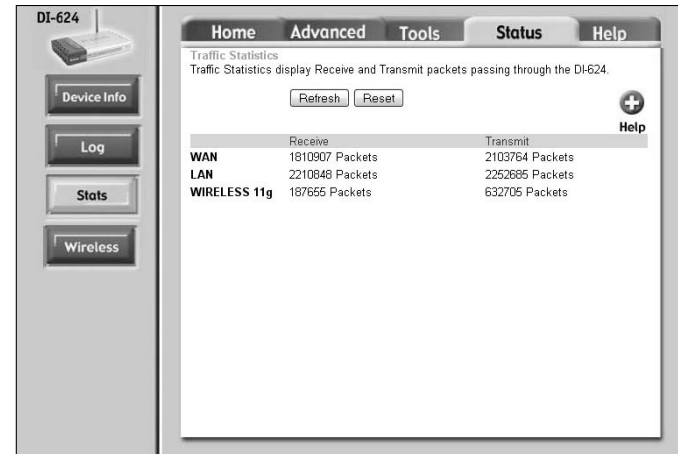 DI-624
Home Advanced Tools Status Help
Device Info
Log
Stats
Wireless
Traffic Statistics
Traffic Statistics display Receive and Transmit packets passing through the DI-624.
Refresh Reset
Help
Receive Transmit
WAN 1810907 Packets 2103764 Packets
LAN 2210848 Packets 2252685 Packets
WIRELESS 11g 187655 Packets 632705 Packets